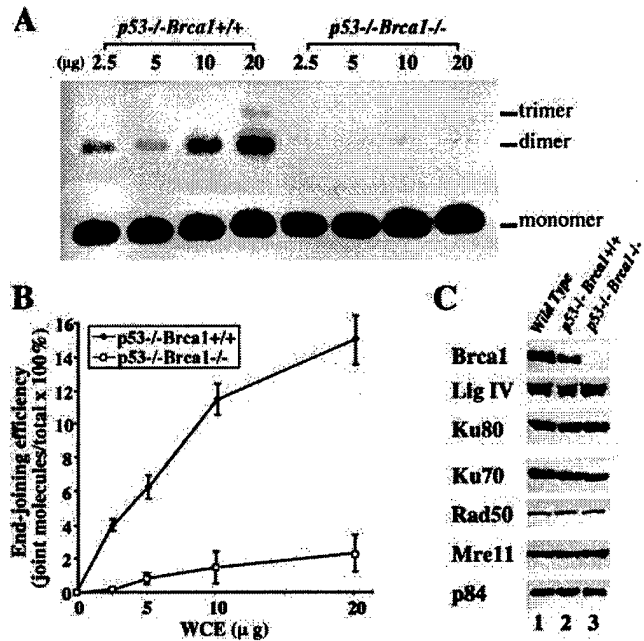 A
p53-/-Brca1+/+ p53-/-Brca1-/-
(μg) 2.5 5 10 20 2.5 5 10 20
trimer
dimer
monomer
B
End-joining efficiency
(joint molecules/total x 100%)
16
14
12
10
8
6
4
2
0
p53-/-Brca1+/+
p53-/-Brca1-/-
0 5 10 20
WCE (μg)
C
Wild Type
p53-/- Brca1+/+
p53-/- Brca1-/-
Brca1
Lig IV
Ku80
Ku70
Rad50
Mre11
p84
1 2 3